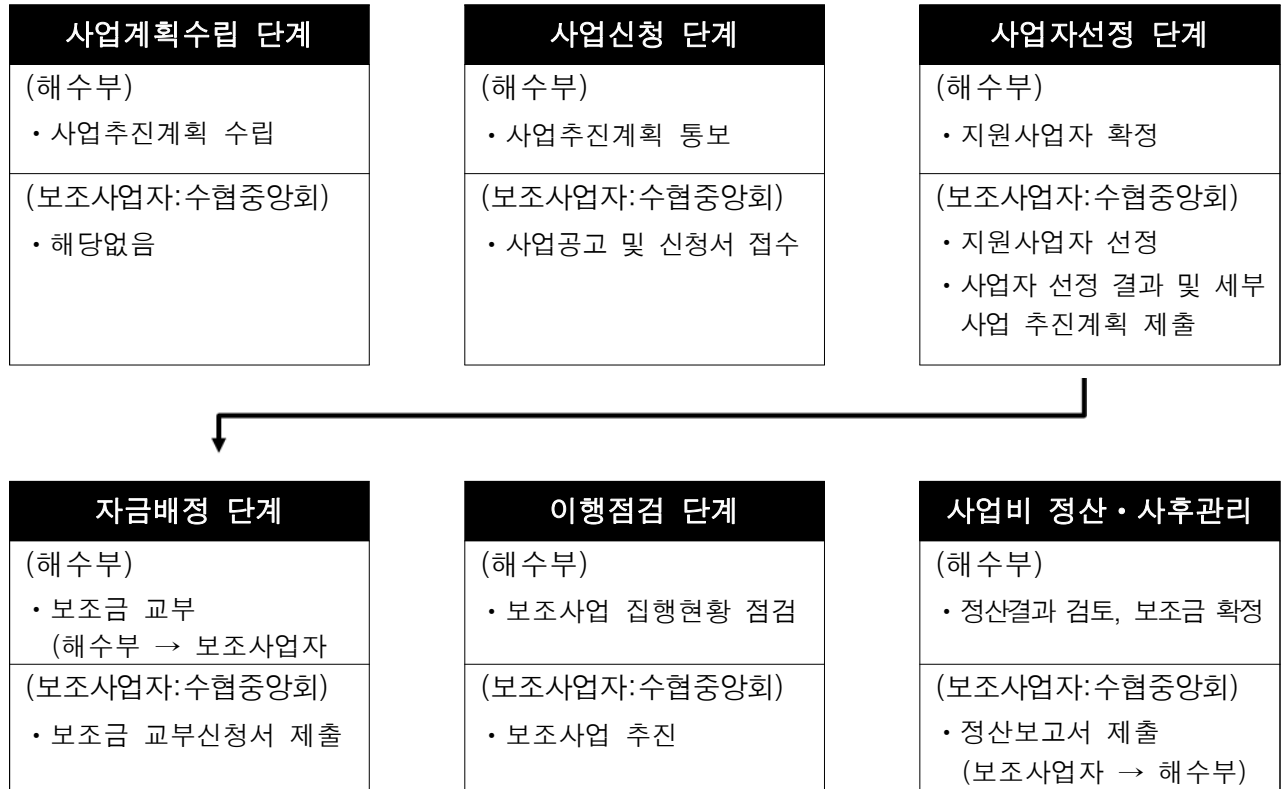 사업계획수립 단계
(해수부)
・사업추진계획 수립
(보조사업자:수협중앙회)
・해당없음
사업신청 단계
(해수부)
・사업추진계획 통보
(보조사업자:수협중앙회)
・사업공고 및 신청서 접수
사업자선정 단계
(해수부)
・지원사업자 확정
(보조사업자:수협중앙회)
・지원사업자 선정
・사업자 선정 결과 및 세부
사업 추진계획 제출
자금배정 단계
(해수부)
・보조금 교부
(해수부 → 보조사업자
(보조사업자:수협중앙회)
・보조금 교부신청서 제출
이행점검 단계
(해수부)
・보조사업 집행현황 점검
(보조사업자:수협중앙회)
・보조사업 추진
사업비 정산・사후관리
(해수부)
・정산결과 검토, 보조금 확정
(보조사업자:수협중앙회)
・정산보고서 제출
(보조사업자 → 해수부)